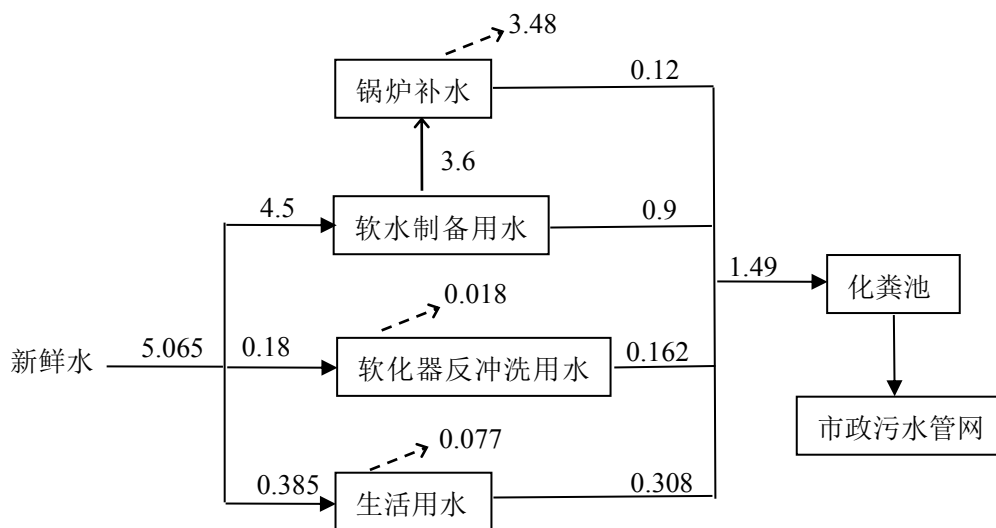 3.48
锅炉补水
0.12
3.6
4.5
软水制备用水
0.9
1.49
化粪池
0.018
新鲜水
5.065
0.18
软化器反冲洗用水
0.162
市政污水管网
0.077
0.385
生活用水
0.308